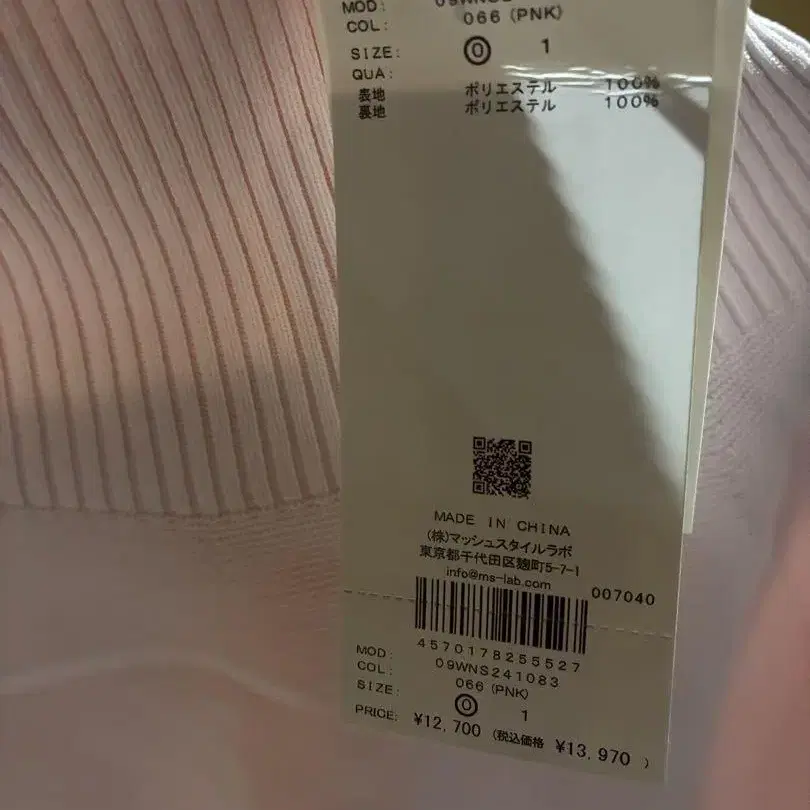 MOD:
COL: 066 (PNK)
SIZE: ⓪ 1
QUA:
表地 ポリエステル 100%
裏地 ポリエステル 100%
MADE IN CHINA
(株)マッシュスタイルラボ
東京都千代田区麹町5-7-1
info@ms-lab.com
007040
4570178255527
MOD: 09WNS241083
COL: 066 (PNK)
SIZE: ⓪ 1
PRICE: ¥12,700 (税込価格 ¥13,970 )